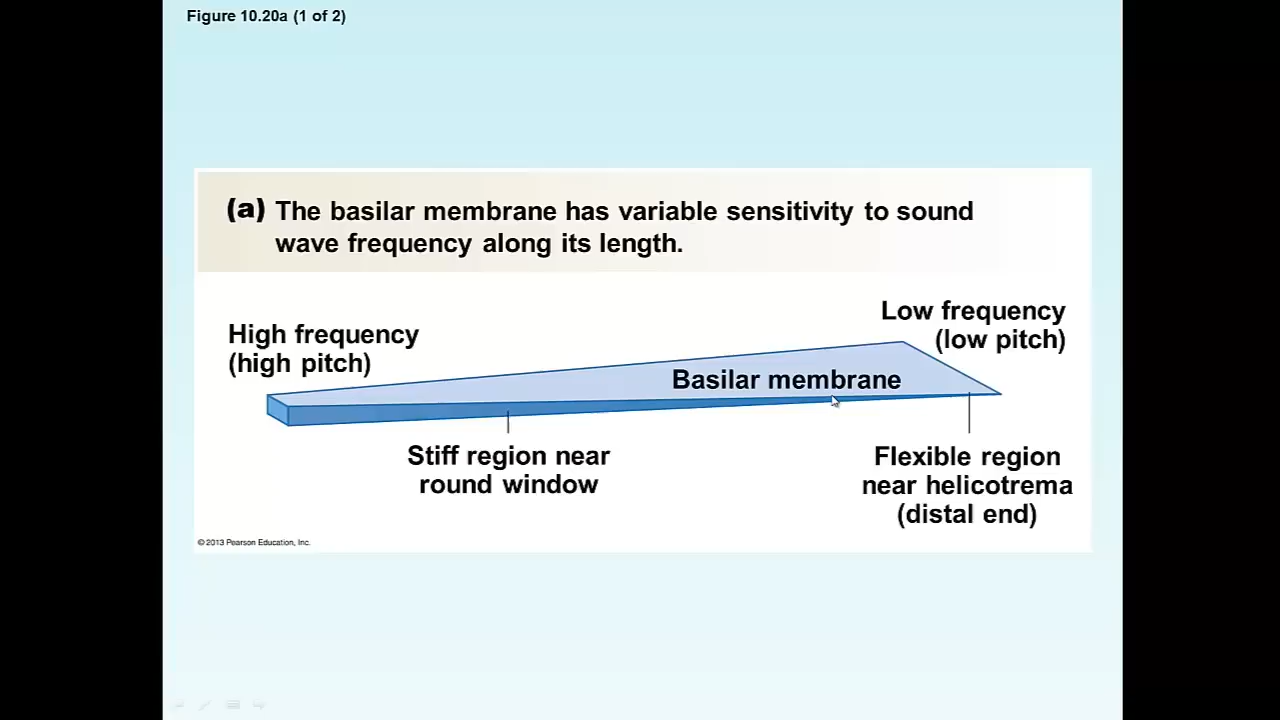 Figure 10.20a (1 of 2)
(a) The basilar membrane has variable sensitivity to sound
wave frequency along its length.
High frequency
(high pitch)
Low frequency
(low pitch)
Basilar membrane
Stiff region near
round window
Flexible region
near helicotrema
(distal end)
© 2013 Pearson Education, Inc.